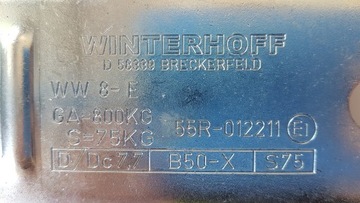 WINTERHOFF
D 58339 BRECKERFELD
WW 8-E
GA-800KG
S=75KG 55R-012211 E1
D/Dc7,7 B50-X S75